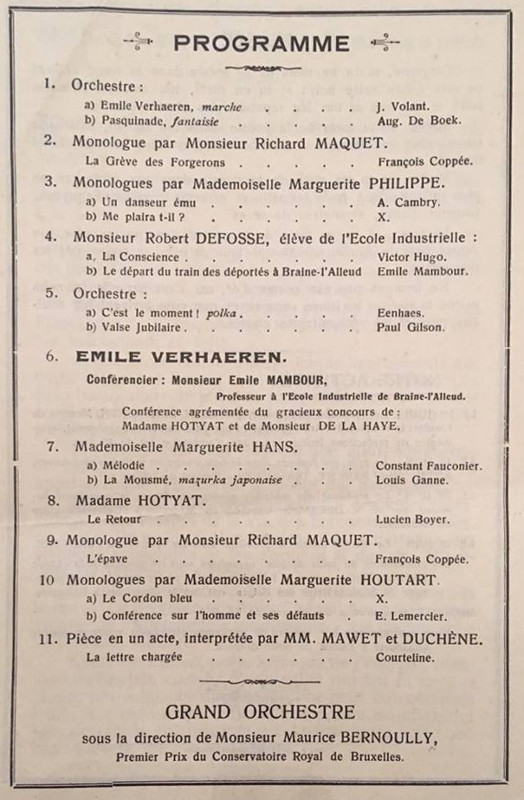 PROGRAMME
1. Orchestre :
a) Emile Verhaeren, marche . . . . J. Volant.
b) Pasquinade, fantaisie . . . . . Aug. De Boek.
2. Monologue par Monsieur Richard MAQUET.
La Grève des Forgerons . . . . . François Coppée.
3. Monologues par Mademoiselle Marguerite PHILIPPE.
a) Un danseur ému . . . . . . A. Cambry.
b) Me plaira t-il ? . . . . . . X.
4. Monsieur Robert DEFOSSE, élève de l'Ecole Industrielle :
a, La Conscience . . . . . . . Victor Hugo.
b) Le départ du train des déportés à Braine-l'Alleud Emile Mambour.
5. Orchestre :
a) C'est le moment ! polka . . . . . Eenhaes.
b) Valse Jubilaire . . . . . . . Paul Gilson.
6. EMILE VERHAEREN.
Conférencier : Monsieur Emile MAMBOUR,
Professeur à l'Ecole Industrielle de Braine-l'Alleud.
Conférence agrémentée du gracieux concours de :
Madame HOTYAT et de Monsieur DE LA HAYE.
7. Mademoiselle Marguerite HANS.
a) Mélodie . . . . . . . . Constant Fauconier.
b) La Mousmé, mazurka japonaise . . . Louis Ganne.
8. Madame HOTYAT.
Le Retour . . . . . . . . Lucien Boyer.
9. Monologue par Monsieur Richard MAQUET.
L'épave . . . . . . . . François Coppée.
10 Monologues par Mademoiselle Marguerite HOUTART.
a) Le Cordon bleu . . . . . . X.
b) Conférence sur l'homme et ses défauts . E. Lemercier.
11. Pièce en un acte, interprétée par MM. MAWET et DUCHÈNE.
La lettre chargée . . . . . . Courteline.
GRAND ORCHESTRE
sous la direction de Monsieur Maurice BERNOULLY,
Premier Prix du Conservatoire Royal de Bruxelles.